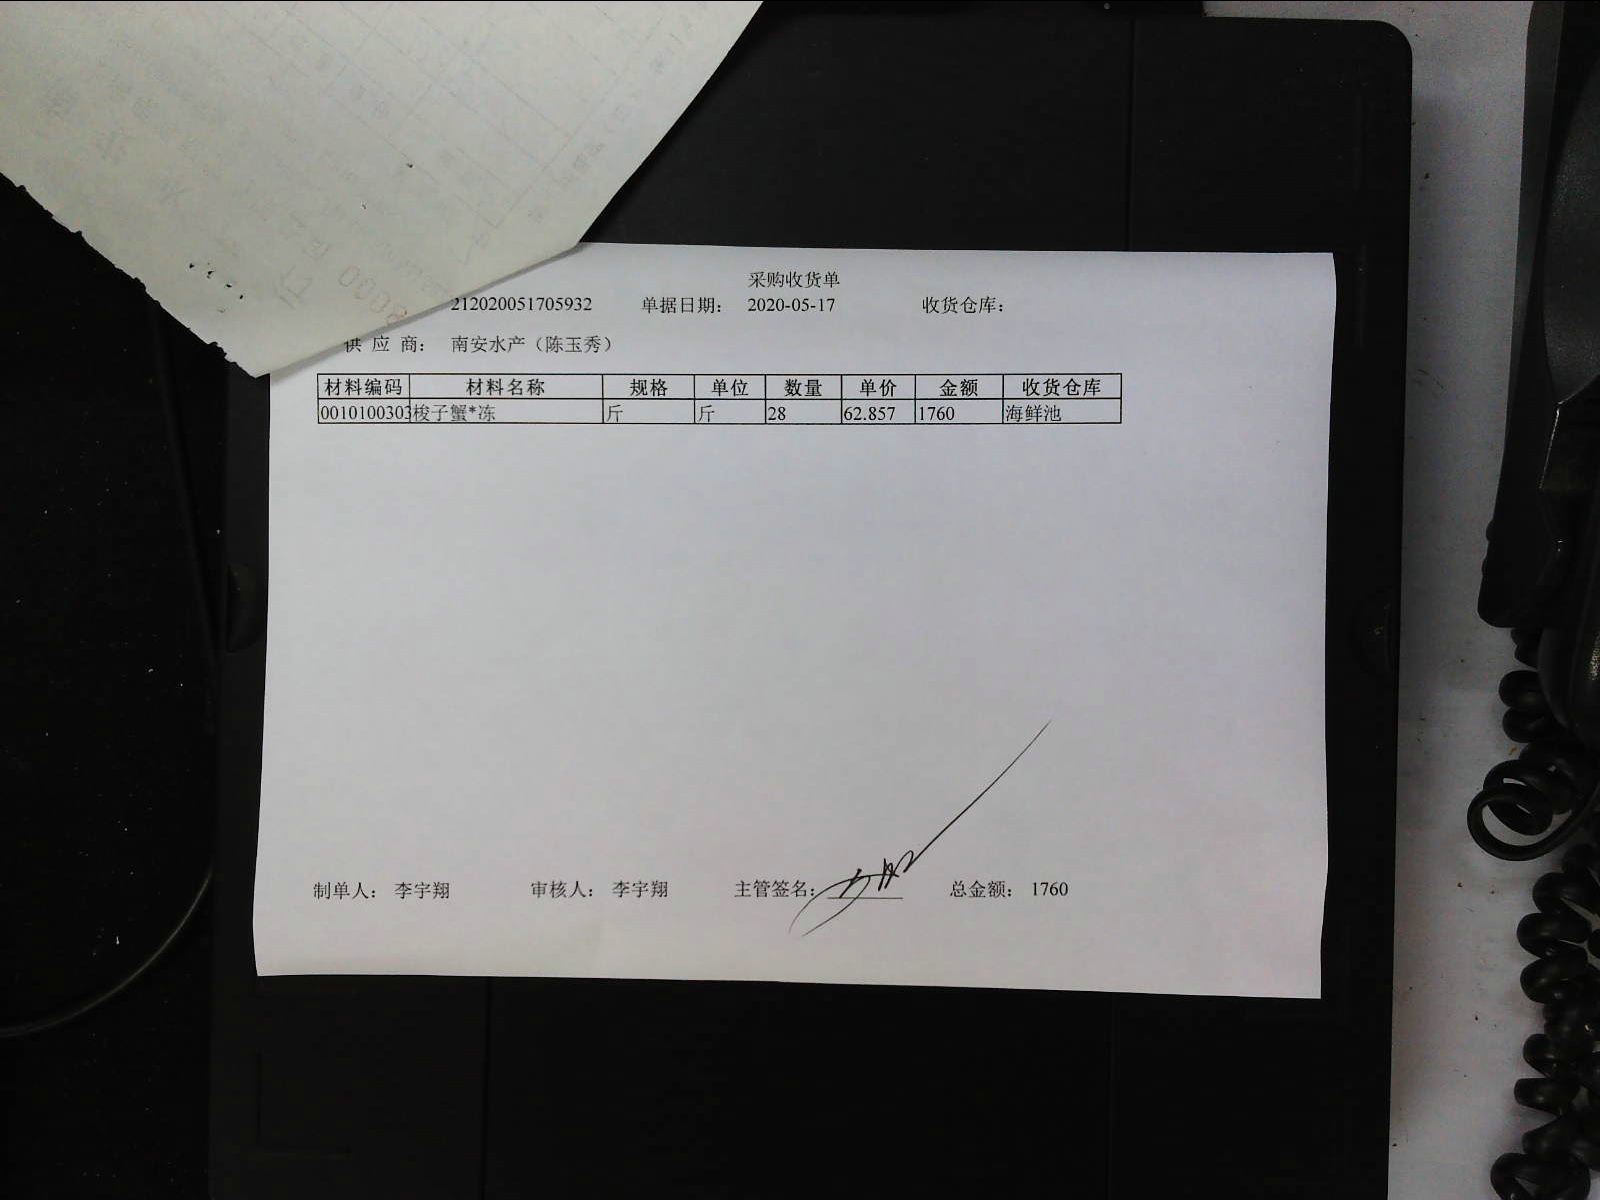 采购收货单
212020051705932 单据日期: 2020-05-17 收货仓库:
供 应 商: 南安水产（陈玉秀）
材料编码 材料名称 规格 单位 数量 单价 金额 收货仓库
0010100303 梭子蟹*冻 斤 斤 28 62.857 1760 海鲜池
制单人: 李宇翔 审核人: 李宇翔 主管签名: 总金额: 1760